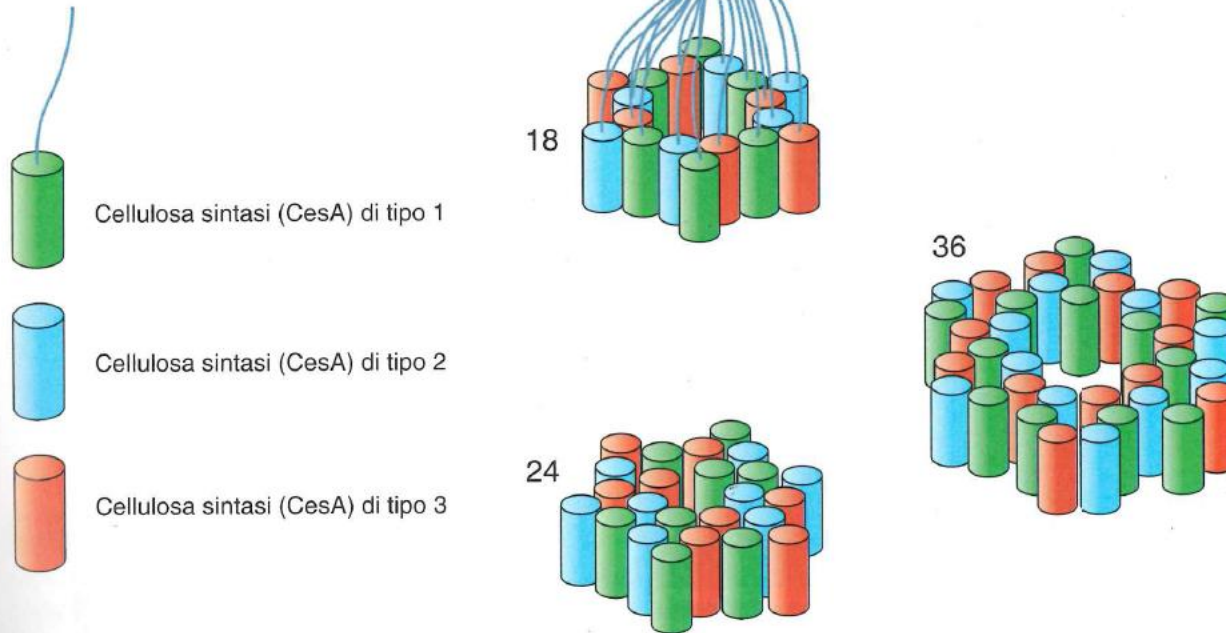 18
Cellulosa sintasi (CesA) di tipo 1
36
Cellulosa sintasi (CesA) di tipo 2
24
Cellulosa sintasi (CesA) di tipo 3